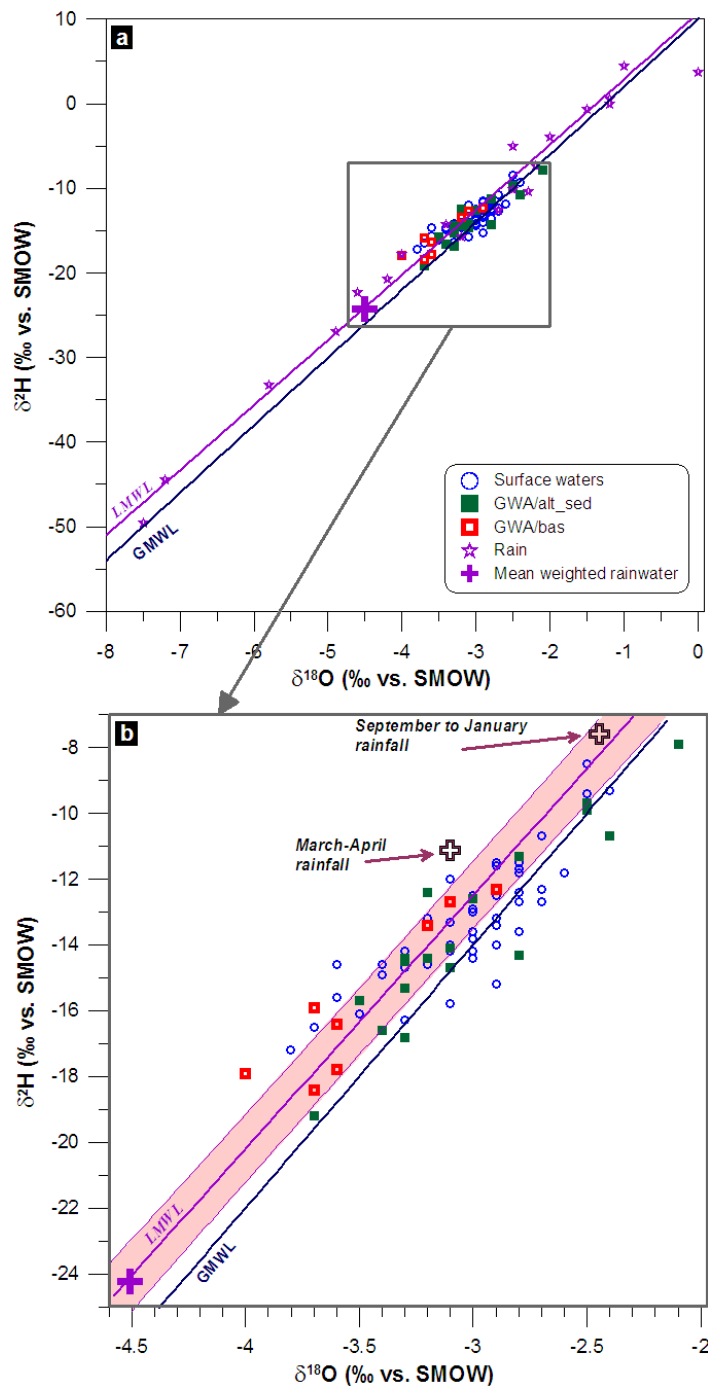 a
10
0
-10
-20
-30
-40
-50
-60
δ²H (‰ vs. SMOW)
LMWL
GMWL
Surface waters
GWA/alt_sed
GWA/bas
Rain
Mean weighted rainwater
-8
-7
-6
-5
-4
-3
-2
-1
0
δ¹⁸O (‰ vs. SMOW)
b
September to January
rainfall
March-April
rainfall
-8
-10
-12
-14
-16
-18
-20
-22
-24
δ²H (‰ vs. SMOW)
LMWL
GMWL
-4.5
-4
-3.5
-3
-2.5
-2
δ¹⁸O (‰ vs. SMOW)